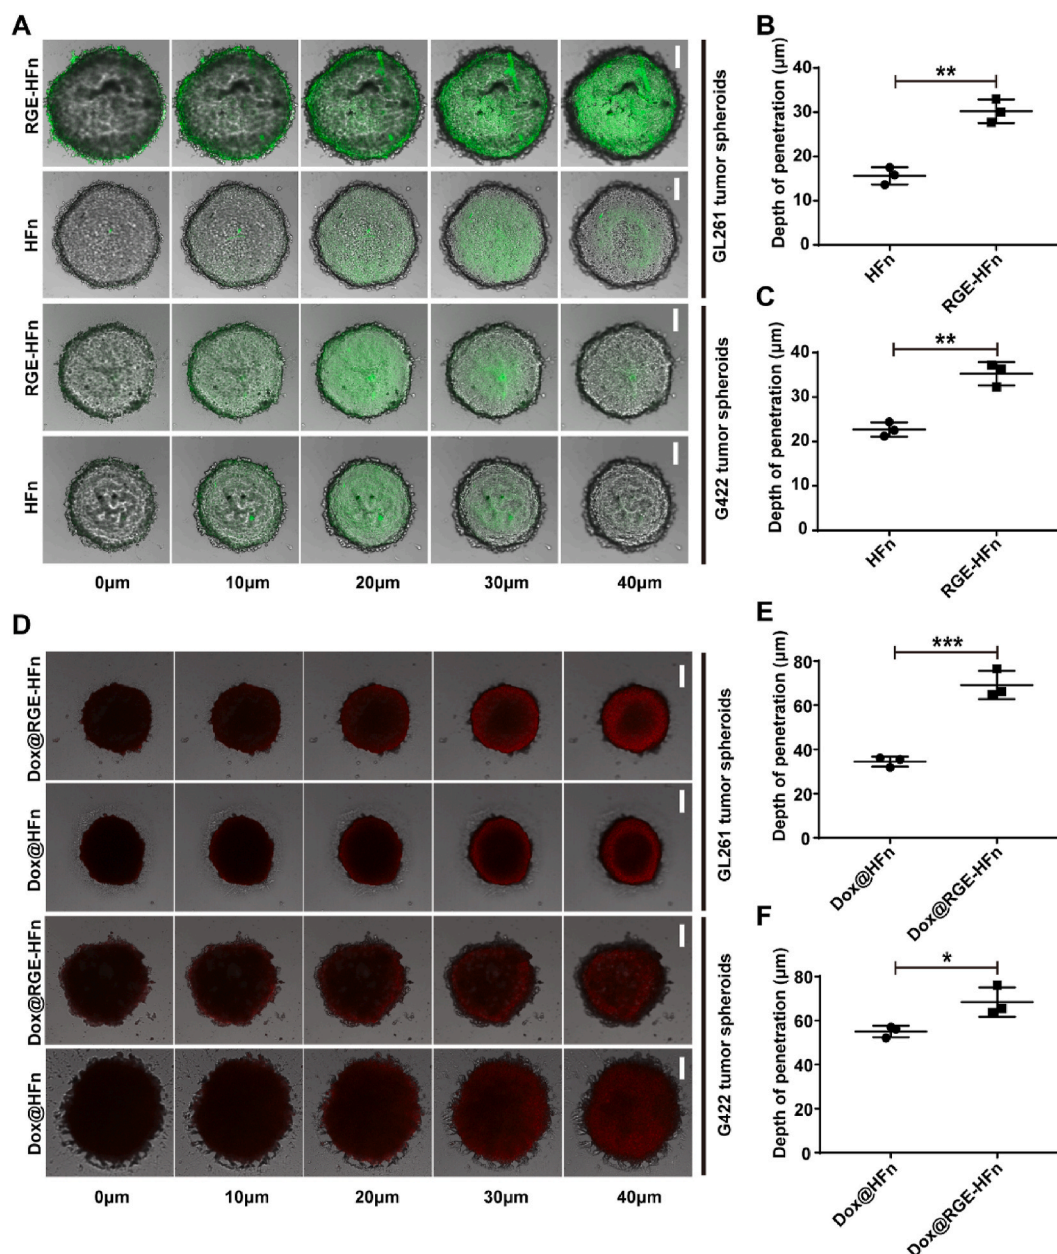 A
RGE-HFn
HFn
RGE-HFn
HFn
GL261 tumor spheroids
G422 tumor spheroids
0μm 10μm 20μm 30μm 40μm
B
Depth of penetration (μm)
40
30
20
10
0
**
HFn RGE-HFn
C
Depth of penetration (μm)
40
30
20
10
0
**
HFn RGE-HFn
D
Dox@RGE-HFn
Dox@HFn
Dox@RGE-HFn
Dox@HFn
GL261 tumor spheroids
G422 tumor spheroids
0μm 10μm 20μm 30μm 40μm
E
Depth of penetration (μm)
80
60
40
20
0
***
Dox@HFn Dox@RGE-HFn
F
Depth of penetration (μm)
80
60
40
20
0
*
Dox@HFn Dox@RGE-HFn